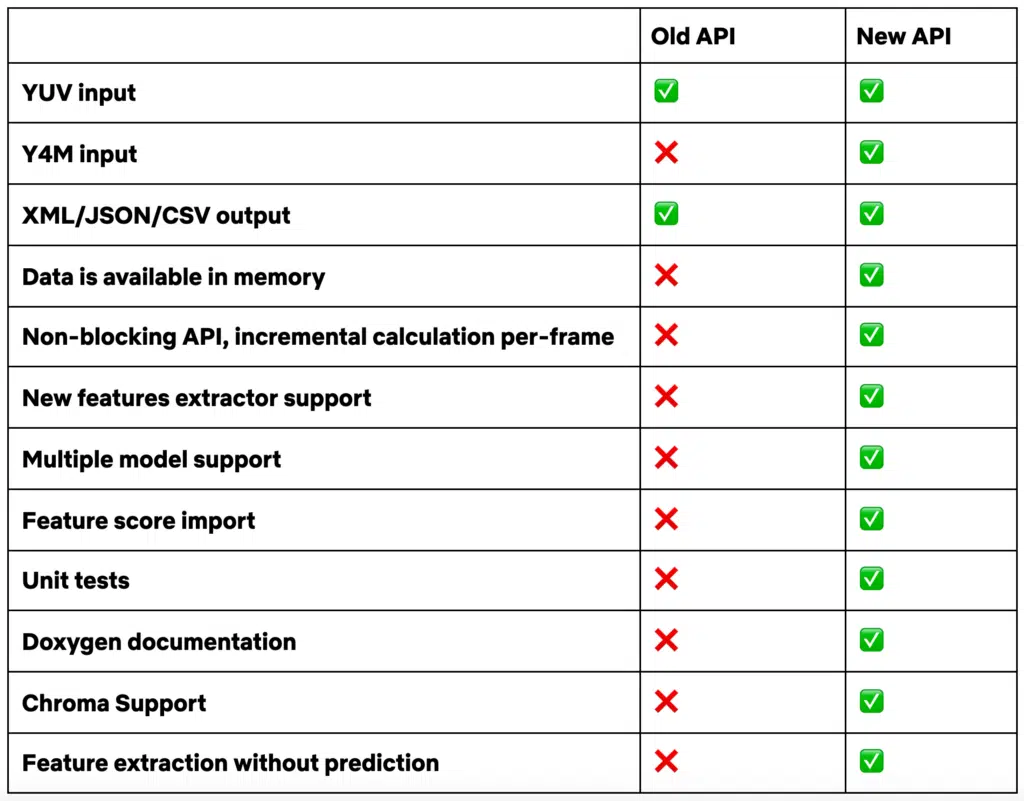 Old API New API
YUV input ✅ ✅
Y4M input ❌ ✅
XML/JSON/CSV output ✅ ✅
Data is available in memory ❌ ✅
Non-blocking API, incremental calculation per-frame ❌ ✅
New features extractor support ❌ ✅
Multiple model support ❌ ✅
Feature score import ❌ ✅
Unit tests ❌ ✅
Doxygen documentation ❌ ✅
Chroma Support ❌ ✅
Feature extraction without prediction ❌ ✅